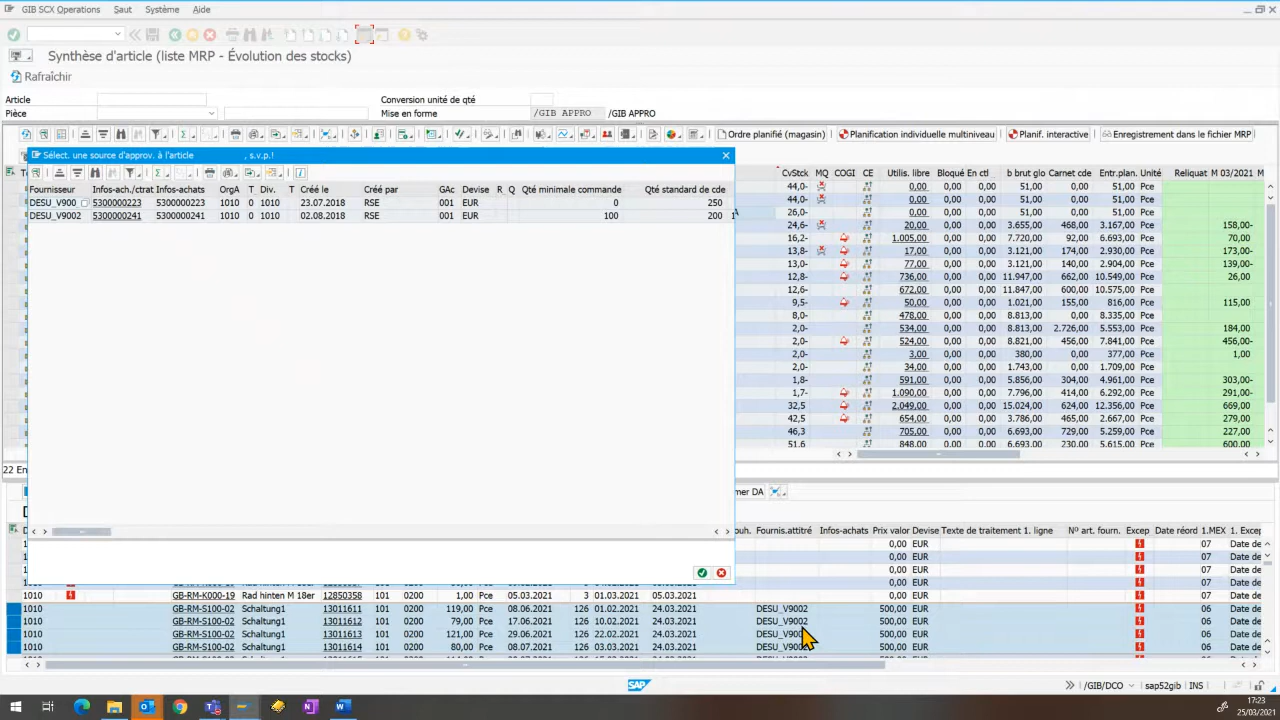 GIB SCX Operations Saut Système Aide
Synthèse d'article (liste MRP - Évolution des stocks)
Rafraîchir
Article Conversion unité de qté
Pièce Mise en forme /GIB APPRO /GIB APPRO
Ordre planifié (magasin) Planification individuelle multiniveau Planif. interactive Enregistrement dans le fichier MRP
Sélect. une source d'approv. à l'article , s.v.p.!
Fournisseur Infos-ach./ctrat Infos-achats OrgA T Div. T Créé le Créé par GAc Devise R Q Qté minimale commande Qté standard de cde
DESU_V900 5300000223 5300000223 1010 0 1010 23.07.2018 RSE 001 EUR 0 250
DESU_V9002 5300000241 5300000241 1010 0 1010 02.08.2018 RSE 001 EUR 100 200
CvStck MQ COGI CE Utilis. libre Bloqué En ctl b brut glo Carnet cde Entr.plan. Unité Reliquat M 03/2021 M
44,0- 0,00 0,00 0,00 51,00 0,00 51,00 Pce
44,0- 0,00 0,00 0,00 51,00 0,00 51,00 Pce
26,0- 0,00 0,00 0,00 51,00 0,00 51,00 Pce
24,6- 20,00 0,00 0,00 3.655,00 468,00 3.167,00 Pce 158,00-
16,2- 1.005,00 0,00 0,00 7.720,00 92,00 6.693,00 Pce 70,00
13,8- 17,00 0,00 0,00 3.121,00 174,00 2.930,00 Pce 173,00-
13,0- 77,00 0,00 0,00 3.121,00 140,00 2.904,00 Pce 139,00-
12,8- 736,00 0,00 0,00 11.947,00 662,00 10.549,00 Pce 26,00
12,6- 672,00 0,00 0,00 11.847,00 600,00 10.575,00 Pce
9,5- 50,00 0,00 0,00 1.021,00 155,00 816,00 Pce 115,00
8,0- 478,00 0,00 0,00 8.813,00 0,00 8.335,00 Pce
2,0- 534,00 0,00 0,00 8.813,00 2.726,00 5.553,00 Pce 184,00
2,0- 524,00 0,00 0,00 8.821,00 456,00 7.841,00 Pce 456,00-
2,0- 3,00 0,00 0,00 380,00 0,00 377,00 Pce 1,00
2,0- 34,00 0,00 0,00 1.743,00 0,00 1.709,00 Pce
1,8- 591,00 0,00 0,00 5.856,00 304,00 4.961,00 Pce 303,00-
1,7- 1.090,00 0,00 0,00 7.796,00 414,00 6.292,00 Pce 291,00-
32,5 2.049,00 0,00 0,00 15.024,00 624,00 12.356,00 Pce 669,00
42,5 654,00 0,00 0,00 3.786,00 465,00 2.667,00 Pce 279,00
46,3 705,00 0,00 0,00 6.693,00 729,00 5.259,00 Pce 227,00
51,6 848,00 0,00 0,00 6.693,00 230,00 5.615,00 Pce 600,00
22 En
mer DA
ouh. Fournis.attitré Infos-achats Prix valor Devise Texte de traitement 1. ligne Nº art. fourn. Excep Date réord 1.MEX 1. Excep
0,00 EUR 07 Date de
0,00 EUR 07 Date de
0,00 EUR 07 Date de
0,00 EUR 07 Date de
1010 GB-RM-K000-19 Rad hinten M 18er 12850358 101 0200 1,00 Pce 05.03.2021 3 01.03.2021 05.03.2021 0,00 EUR 07 Date de
1010 GB-RM-S100-02 Schaltung1 13011611 101 0200 119,00 Pce 08.06.2021 126 01.02.2021 24.03.2021 DESU_V9002 500,00 EUR 06 Date de
1010 GB-RM-S100-02 Schaltung1 13011612 101 0200 79,00 Pce 17.06.2021 126 10.02.2021 24.03.2021 DESU_V9002 500,00 EUR 06 Date de
1010 GB-RM-S100-02 Schaltung1 13011613 101 0200 121,00 Pce 29.06.2021 126 22.02.2021 24.03.2021 500,00 EUR 06 Date de
1010 GB-RM-S100-02 Schaltung1 13011614 101 0200 80,00 Pce 08.07.2021 126 03.03.2021 24.03.2021 500,00 EUR 06 Date de
SAP /GIB/DCO sap52gib INS
17:23
25/03/2021